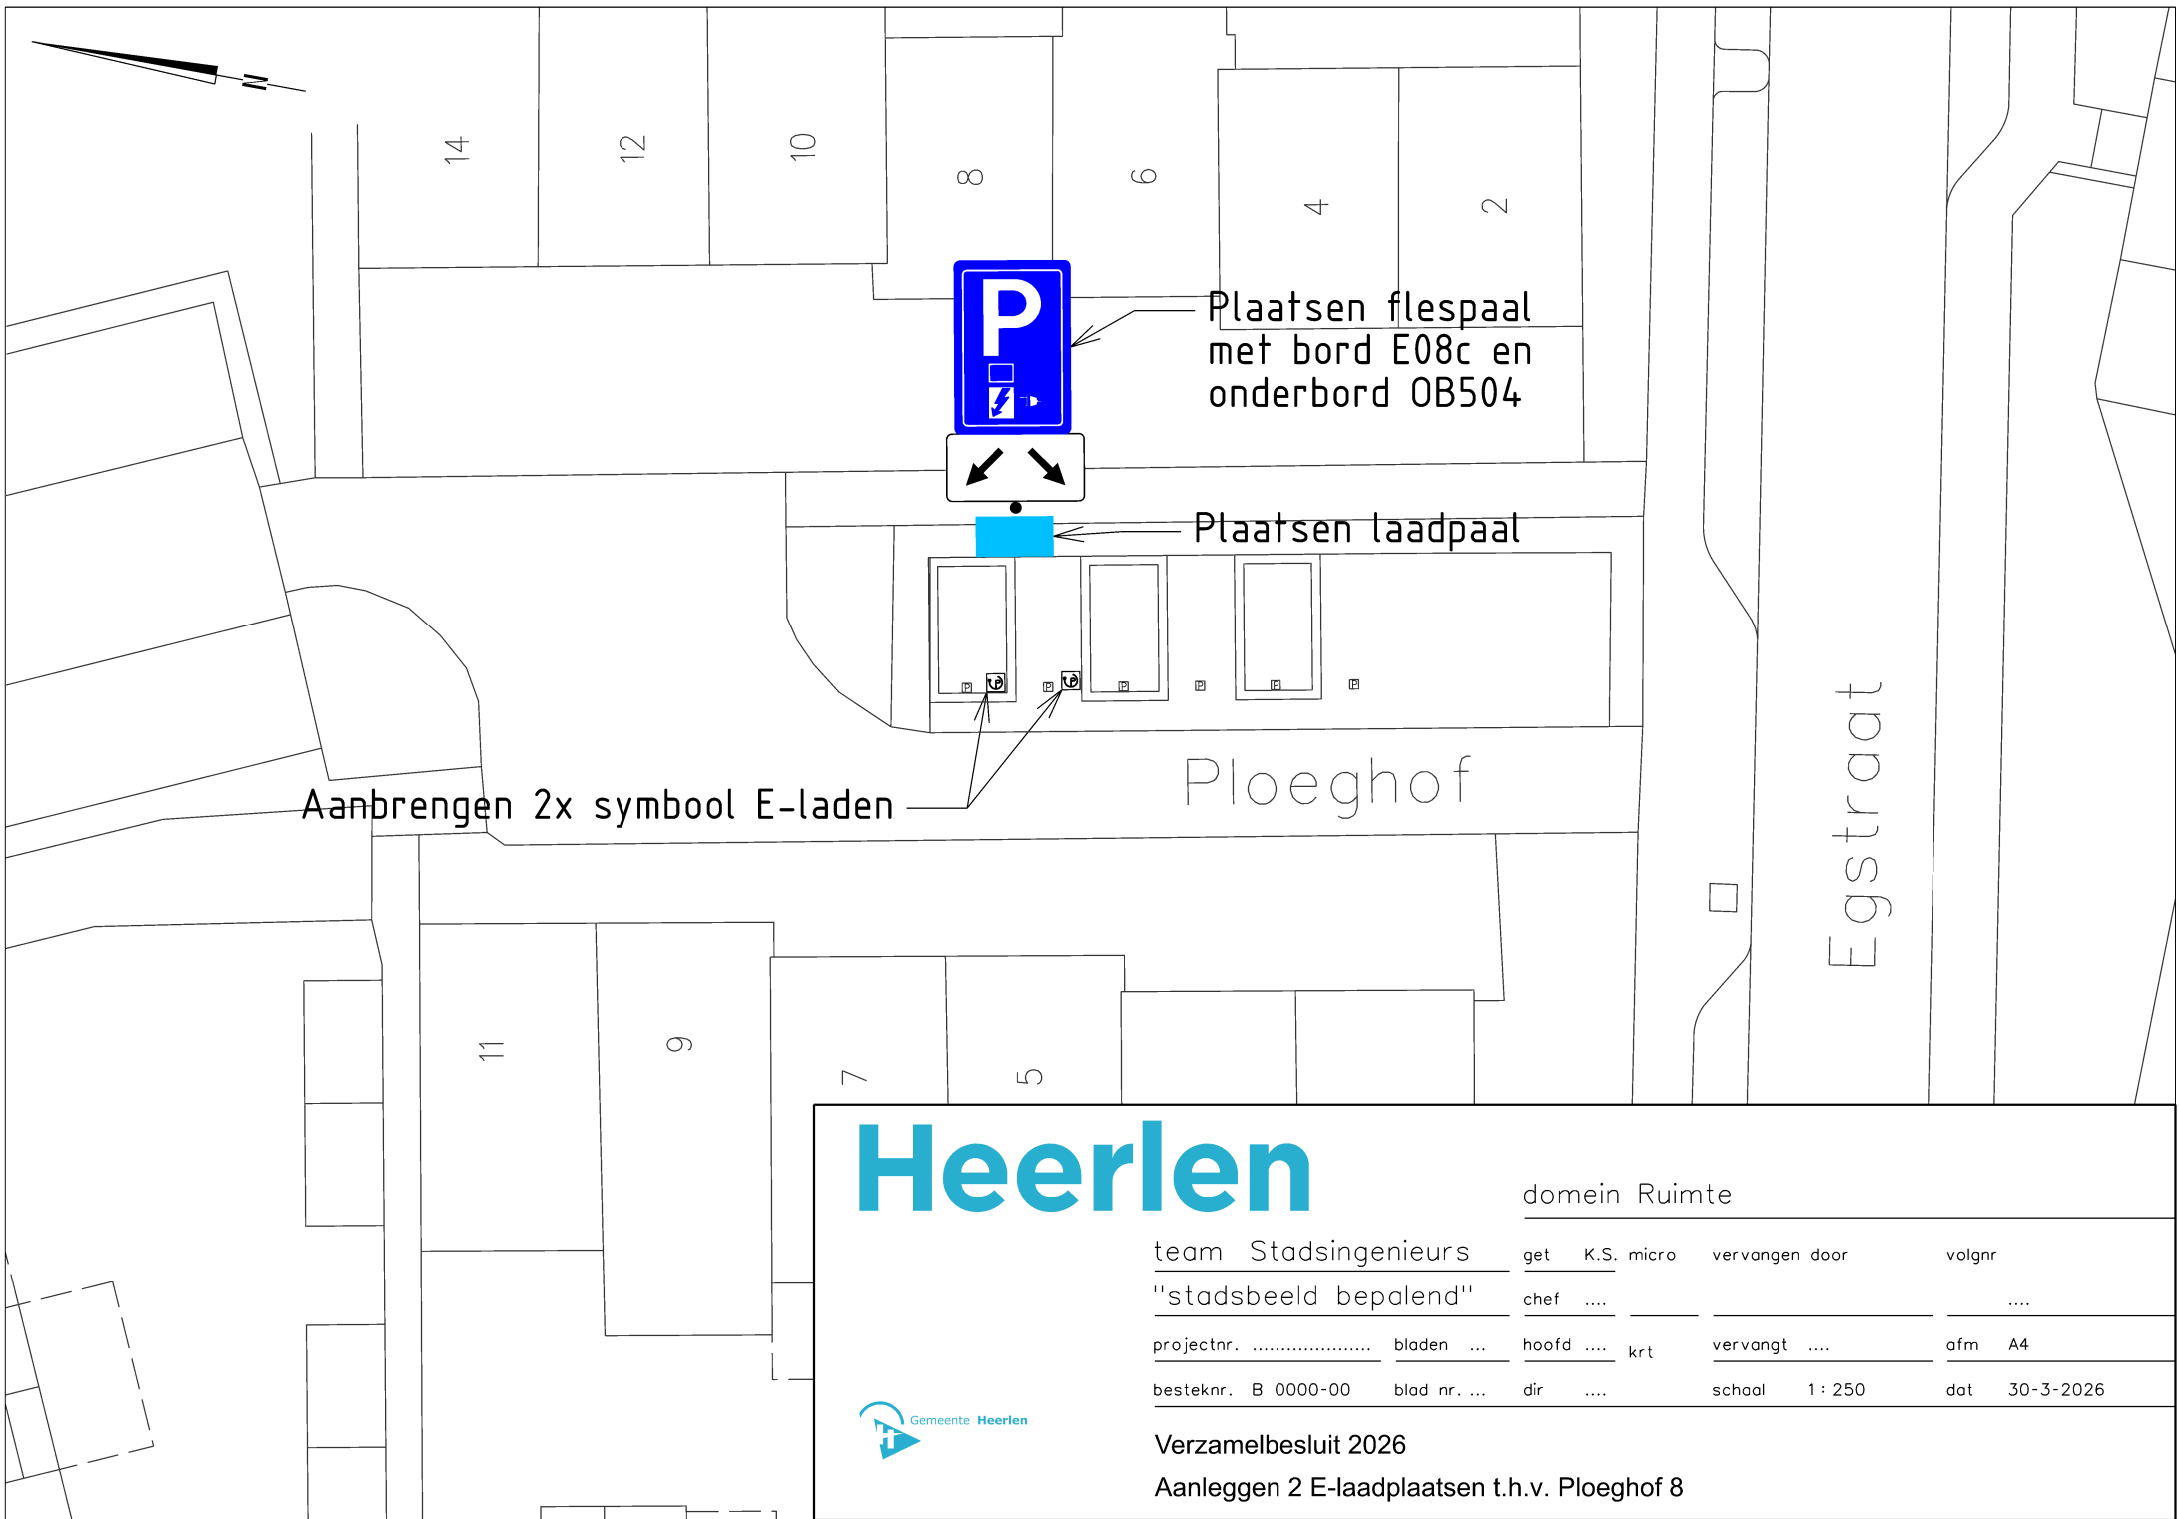 N
14
12
10
8
6
4
2
P
Plaatsen flespaal
met bord E08c en
onderbord OB504
Plaatsen laadpaal
P
P
P
P
P
P
Aanbrengen 2x symbool E-laden
Ploeghof
Egstraat
11
9
7
5
Heerlen
domein Ruimte
team Stadsingenieurs
get K.S. micro vervangen door volgnr
"stadsbeeld bepalend"
chef .... ....
projectnr. ..................... bladen ... hoofd .... krt vervangt .... afm A4
besteknr. B 0000-00 blad nr. ... dir .... schaal 1:250 dat 30-3-2026
H Gemeente Heerlen
Verzamelbesluit 2026
Aanleggen 2 E-laadplaatsen t.h.v. Ploeghof 8